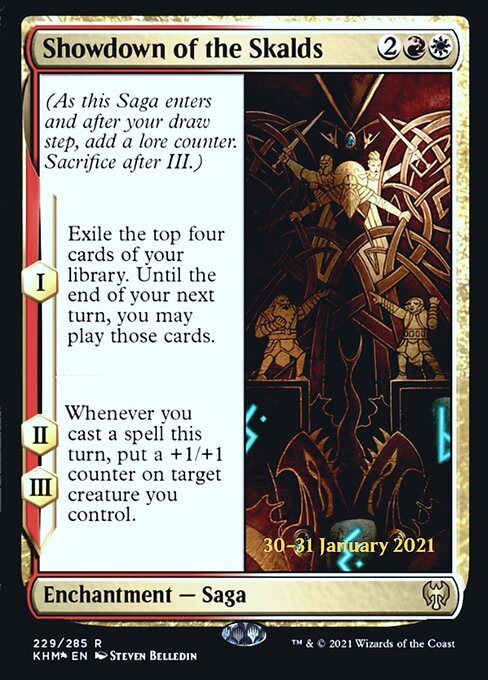 Showdown of the Skalds 2
(As this Saga enters
and after your draw
step, add a lore counter.
Sacrifice after III.)
I
Exile the top four
cards of your
library. Until the
end of your next
turn, you may
play those cards.
II
III
Whenever you
cast a spell this
turn, put a +1/+1
counter on target
creature you
control.
30–31 January 2021
Enchantment — Saga
229/285 R
KHM★ EN Steven Belledin
™ & © 2021 Wizards of the Coast